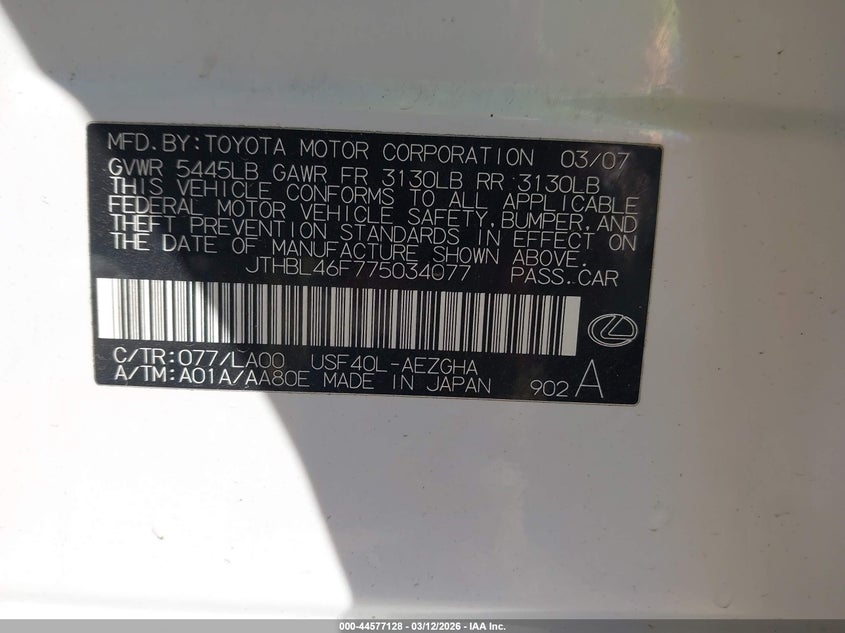 MFD.BY:TOYOTA MOTOR CORPORATION 03/07
GVWR 5445LB GAWR FR 3130LB RR 3130LB
THIS VEHICLE CONFORMS TO ALL APPLICABLE
FEDERAL MOTOR VEHICLE SAFETY, BUMPER, AND
THEFT PREVENTION STANDARDS IN EFFECT ON
THE DATE OF MANUFACTURE SHOWN ABOVE.
JTHBL46F775034077 PASS.CAR
C/TR:077/LA00 USF40L-AEZGHA
A/TM:A01A/AA80E MADE IN JAPAN 902 A
000-44577128 - 03/12/2026 - IAA Inc.